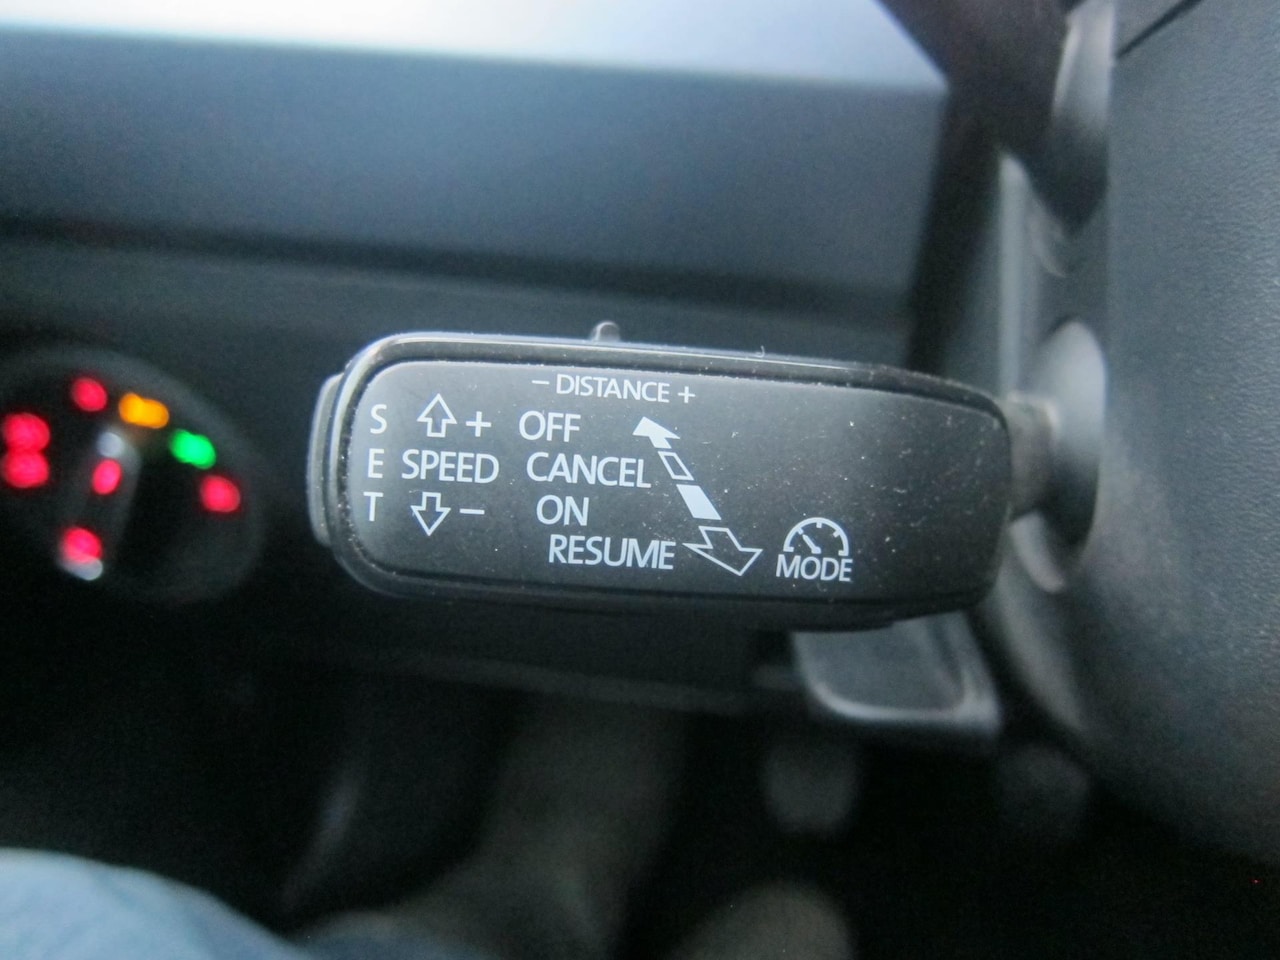 - DISTANCE +
S + OFF
E SPEED CANCEL
T - ON
RESUME
MODE